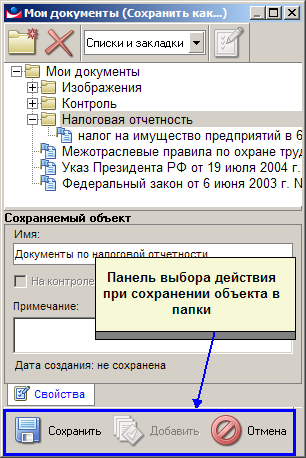 Мои документы (Сохранить как...)
Списки и закладки
Мои документы
Изображения
Контроль
Налоговая отчетность
налог на имущество предприятий в 6
Межотраслевые правила по охране тру
Указ Президента РФ от 19 июля 2004 г.
Федеральный закон от 6 июня 2003 г. N
Сохраняемый объект
Имя:
Документы по налоговой отчетности
На контроле
Панель выбора действия
при сохранении объекта в
папки
Примечание:
Дата создания: не сохранена
Свойства
Сохранить Добавить Отмена